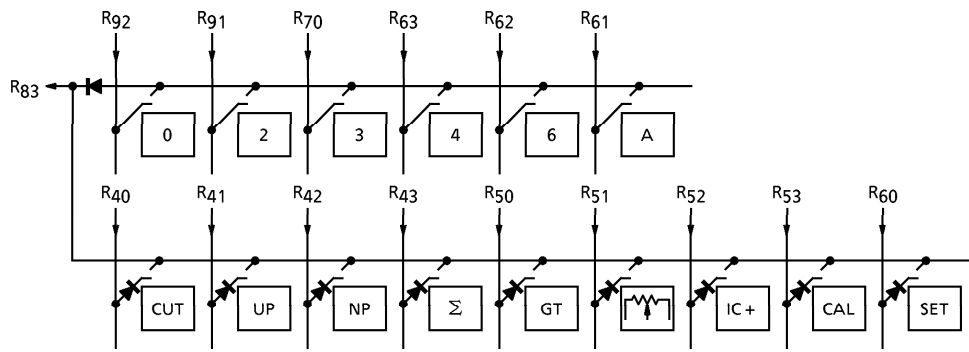 R92 R91 R70 R63 R62 R61
R83
0 2 3 4 6 A
R40 R41 R42 R43 R50 R51 R52 R53 R60
CUT UP NP Σ GT IC+ CAL SET